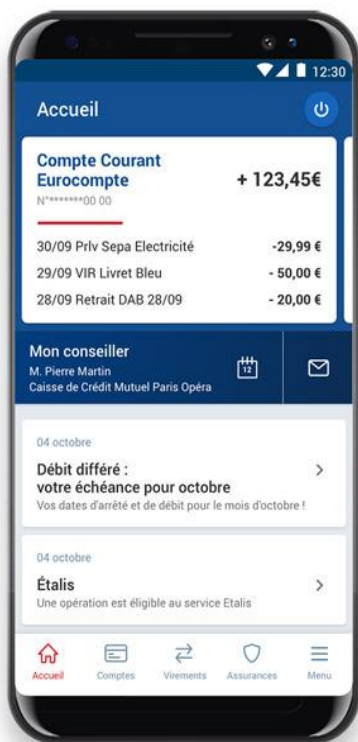 12:30
Accueil
Compte Courant
Eurocompte
+ 123,45€
N°*******00 00
30/09 Prlv Sepa Electricité -29,99 €
29/09 VIR Livret Bleu - 50,00 €
28/09 Retrait DAB 28/09 - 20,00 €
Mon conseiller
M. Pierre Martin
Caisse de Crédit Mutuel Paris Opéra
12
04 octobre
Débit différé :
votre échéance pour octobre
Vos dates d'arrêté et de débit pour le mois d'octobre !
04 octobre
Étalis
Une opération est éligible au service Etalis
Accueil Comptes Virements Assurances Menu